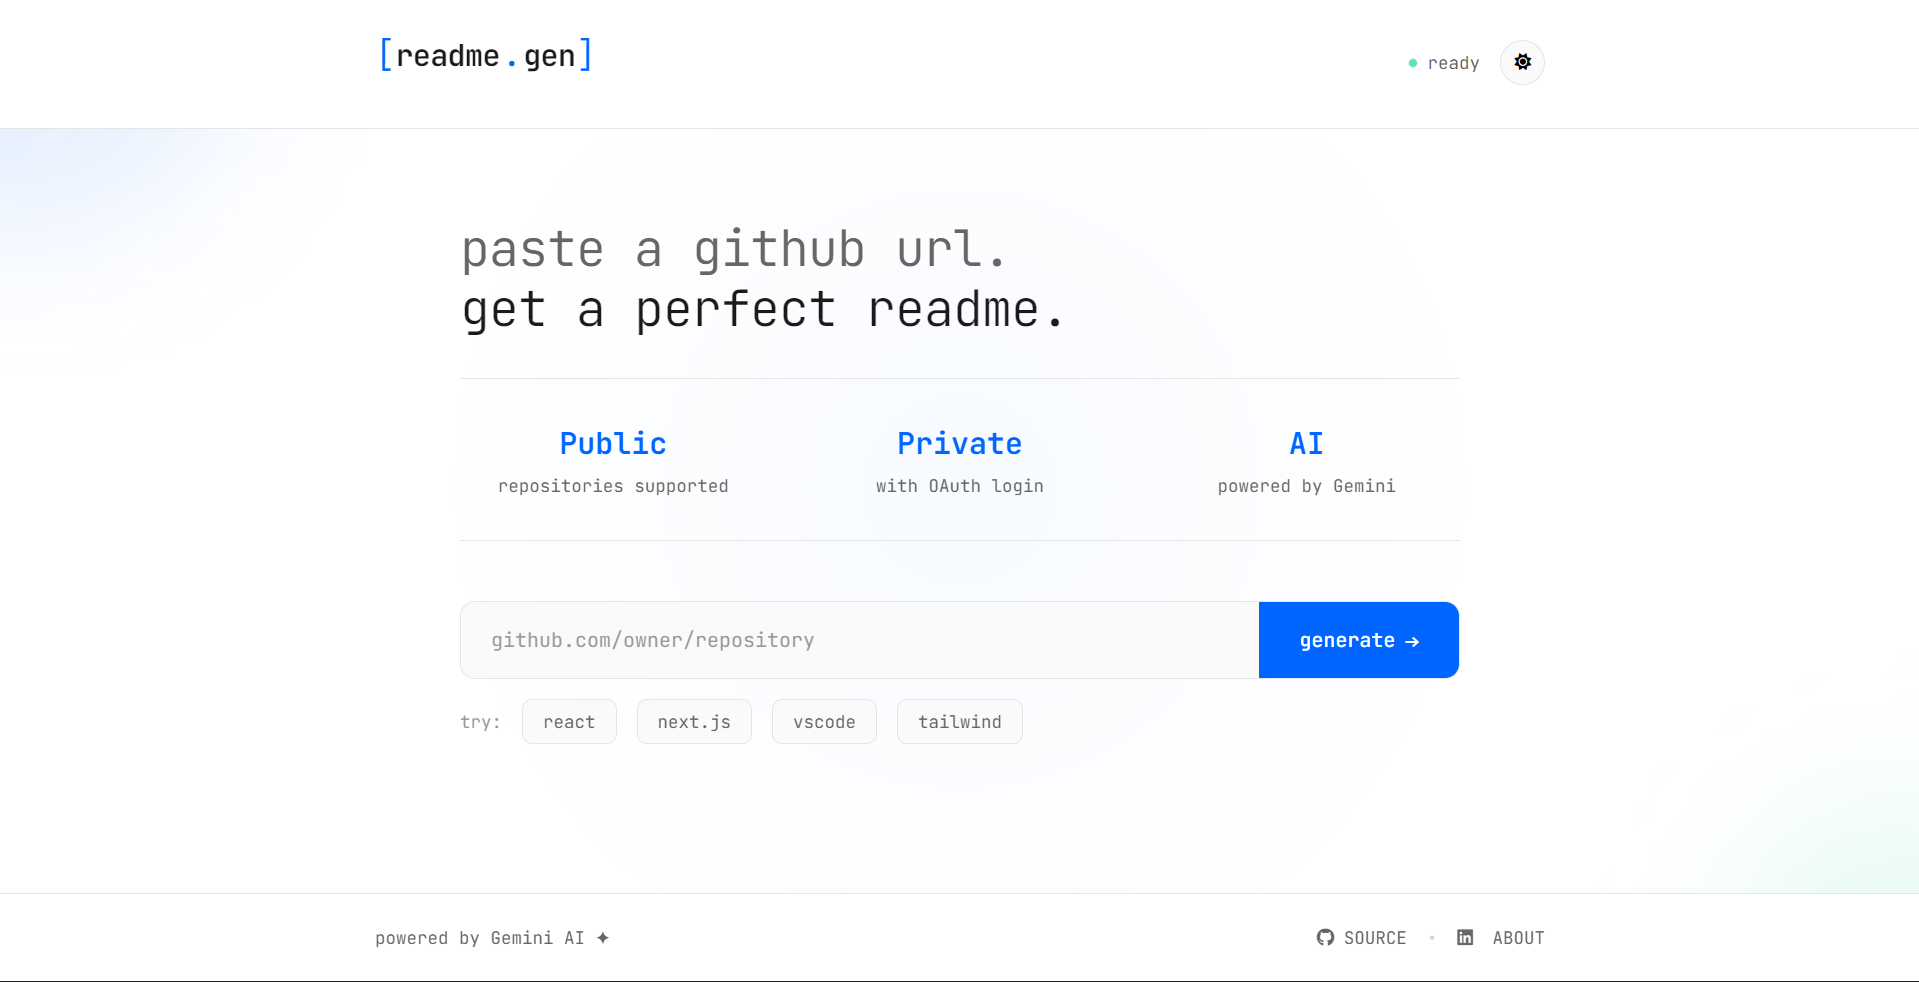 [readme.gen]
ready
paste a github url.
get a perfect readme.
Public
repositories supported
Private
with OAuth login
AI
powered by Gemini
github.com/owner/repository
generate →
try: react next.js vscode tailwind
powered by Gemini AI ✦
SOURCE • ABOUT